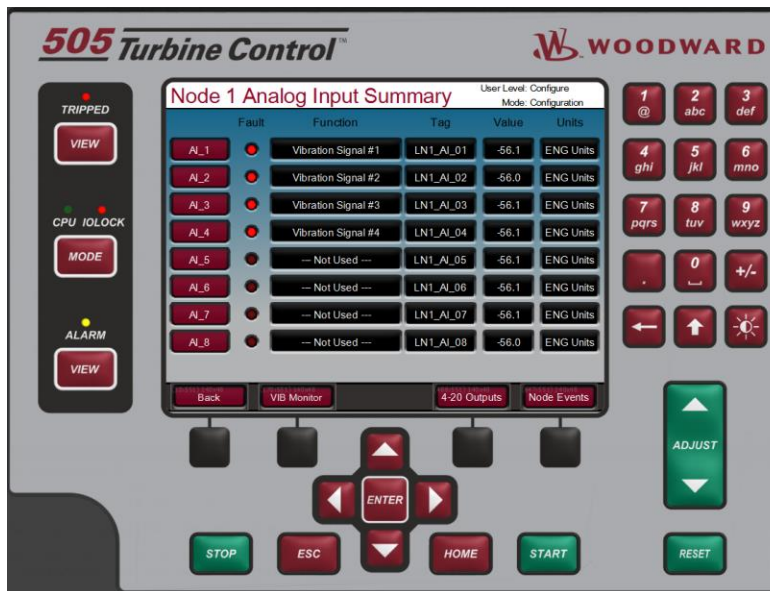 505 Turbine Control™
WOODWARD
TRIPPED
VIEW
CPU IOLOCK
MODE
ALARM
VIEW
Node 1 Analog Input Summary
User Level: Configure
Mode: Configuration
Fault Function Tag Value Units
AI_1 Vibration Signal #1 LN1_AI_01 -56.1 ENG Units
AI_2 Vibration Signal #2 LN1_AI_02 -56.0 ENG Units
AI_3 Vibration Signal #3 LN1_AI_03 -56.1 ENG Units
AI_4 Vibration Signal #4 LN1_AI_04 -56.1 ENG Units
AI_5 --- Not Used --- LN1_AI_05 -56.1 ENG Units
AI_6 --- Not Used --- LN1_AI_06 -56.1 ENG Units
AI_7 --- Not Used --- LN1_AI_07 -56.1 ENG Units
AI_8 --- Not Used --- LN1_AI_08 -56.0 ENG Units
Back VIB Monitor 4-20 Outputs Node Events
1 2 3
@ abc def
4 5 6
ghi jkl mno
7 8 9
pqrs tuv wxyz
. 0 +/-
ADJUST
ENTER
STOP ESC HOME START RESET